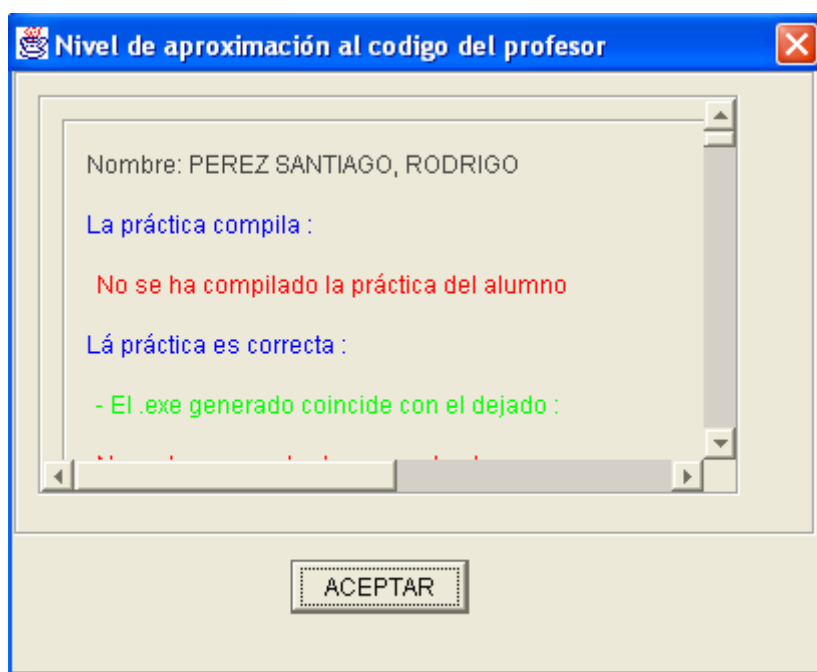 Nivel de aproximación al codigo del profesor
Nombre: PEREZ SANTIAGO, RODRIGO
La práctica compila :
No se ha compilado la práctica del alumno
Lá práctica es correcta :
- El .exe generado coincide con el dejado :
ACEPTAR